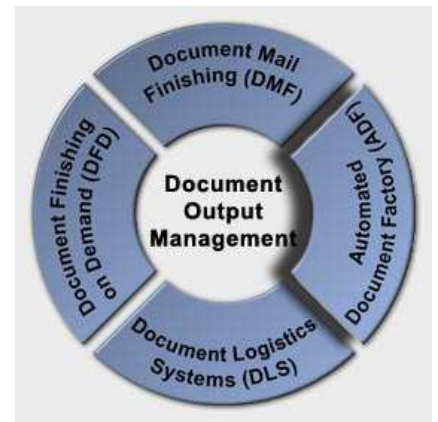 Document Mail
Finishing (DMF)
Automated
Document Factory (ADF)
Document Logistics
Systems (DLS)
Document Finishing
on Demand (DFD)
Document
Output
Management